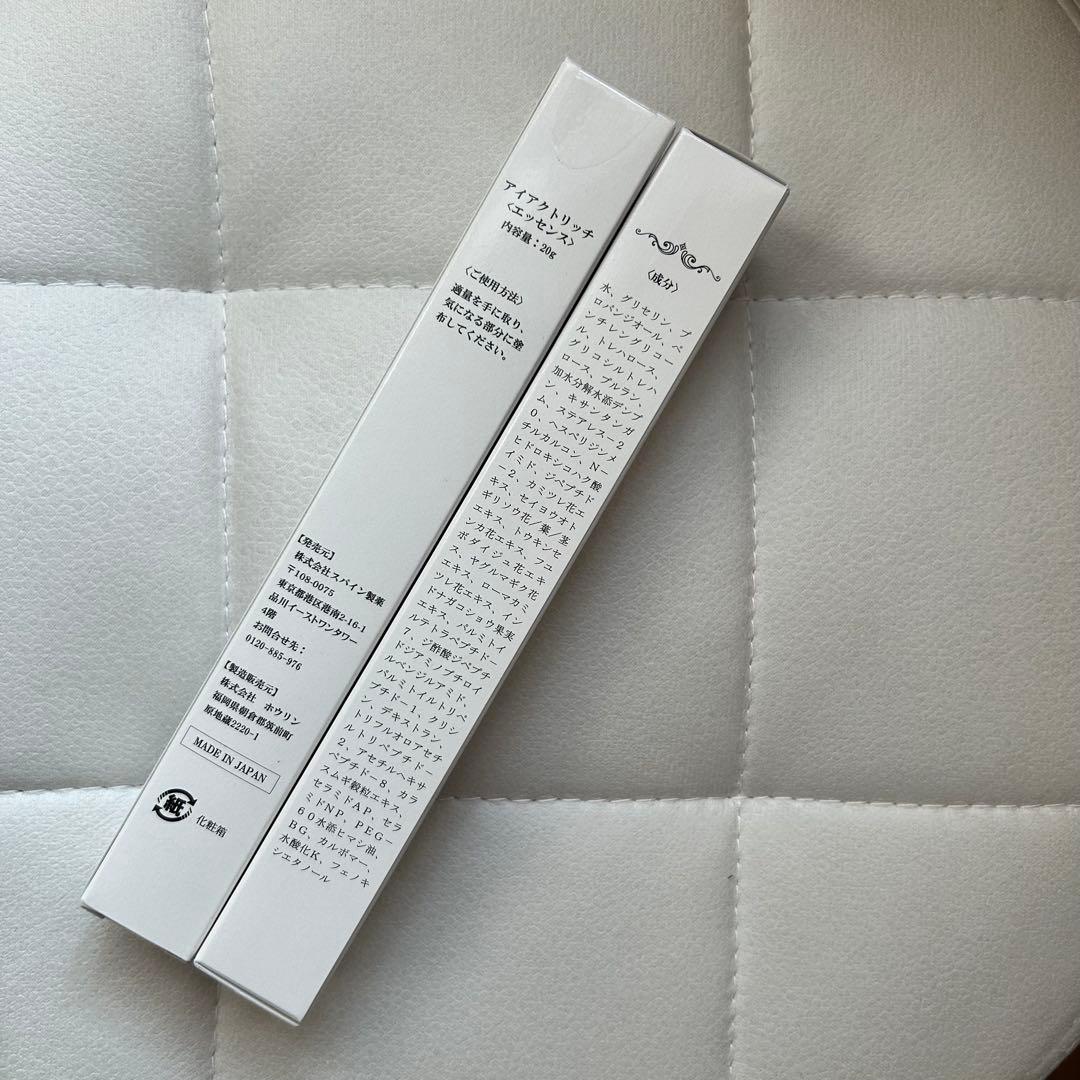 アイアクトリッチ
〈エッセンス〉
内容量：20g
〈ご使用方法〉
適量を手に取り、
気になる部分に塗
布してください。
【発売元】
株式会社スパイン製薬
〒108-0075
東京都港区港南2-16-1
品川イーストワンタワー
4階
お問合せ先：
0120-885-976
【製造販売元】
株式会社 ホウリン
福岡県朝倉郡筑前町
原地蔵2220-1
MADE IN JAPAN
紙
化粧箱
〈成分〉
水、グリセリン、プ
ロパンジオール、ペ
ンチレングリコー
ル、トレハロース、
グリコシルトレハ
ロース、プルラン、
加水分解水添デンプ
ン、キサンタンガ
ム、ステアレス－２
０、ヘスペリジンメ
チルカルコン、Ｎ－
ヒドロキシコハク酸
イミド、ジペプチド
－２、カミツレ花エ
キス、セイヨウオト
ギリソウ花／葉／茎
エキス、トウキンセ
ンカ花エキス、フユ
ボダイジュ花エキ
ス、ヤグルマギク花
エキス、ローマカミ
ツレ花エキス、イン
ドナガコショウ果実
エキス、パルミトイ
ルテトラペプチド－
７、ジ酢酸ジペプチ
ドジアミノブチロイ
ルベンジルアミド、
パルミトイルトリペ
プチド－１、クリシ
ン、デキストラン、
トリフルオロアセチ
ルトリペプチド－
２、アセチルヘキサ
ペプチド－８、カラ
スムギ穀粒エキス、
セラミドＡＰ、セラ
ミドＮＰ、ＰＥＧ－
６０水添ヒマシ油、
ＢＧ、カルボマー、
水酸化Ｋ、フェノキ
シエタノール